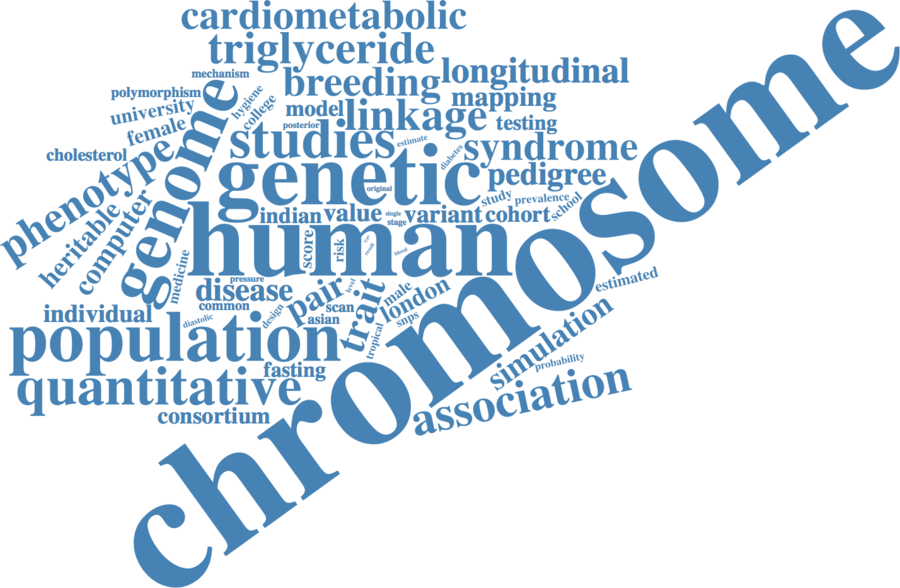 cardiometabolic
triglyceride
mechanism
breeding
longitudinal
polymorphism
hygiene
mapping
university
college
model
linkage
genome
posterior
testing
female
studies
estimate
cholesterol
diabetes
syndrome
phenotype
genetic
pedigree
original
study
prevalence
heritable
computer
indian
value
single
stage
variant
cohort
school
human
chromosome
score
risk
sex
result
blood
medicine
pressure
level
disease
pair
male
estimated
common
design
scan
trait
london
individual
diastolic
asian
snps
population
tropical
simulation
fasting
probability
quantitative
association
consortium